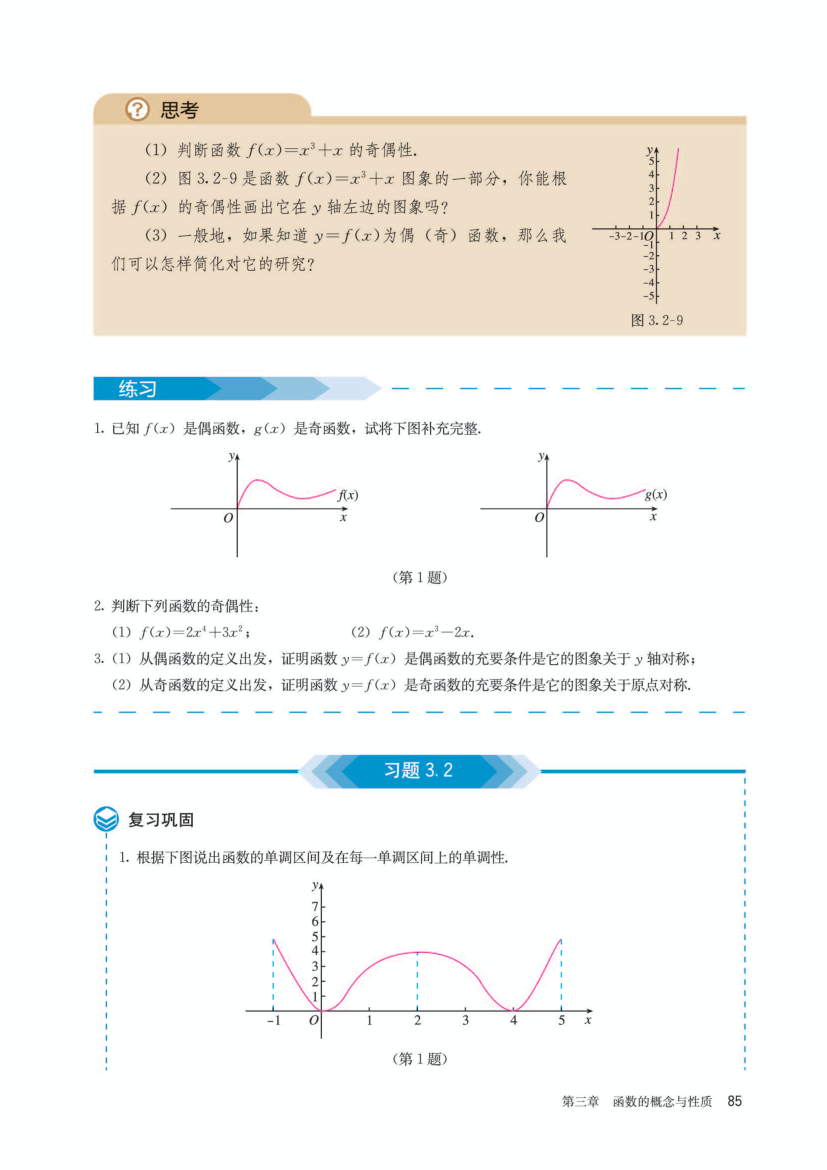 思考
(1) 判断函数 f(x)=x³+x 的奇偶性.
(2) 图 3.2-9 是函数 f(x)=x³+x 图象的一部分，你能根
据 f(x) 的奇偶性画出它在 y 轴左边的图象吗?
(3) 一般地，如果知道 y=f(x)为偶（奇）函数，那么我
们可以怎样简化对它的研究?
y
5
4
3
2
1
-3 -2 -1 O 1 2 3 x
-1
-2
-3
-4
-5
图 3.2-9
练习
1. 已知 f(x) 是偶函数，g(x) 是奇函数，试将下图补充完整.
y
f(x)
O x
y
g(x)
O x
(第 1 题)
2. 判断下列函数的奇偶性：
(1) f(x)=2x⁴+3x²； (2) f(x)=x³-2x.
3. (1) 从偶函数的定义出发，证明函数 y=f(x) 是偶函数的充要条件是它的图象关于 y 轴对称；
(2) 从奇函数的定义出发，证明函数 y=f(x) 是奇函数的充要条件是它的图象关于原点对称.
习题 3.2
复习巩固
1. 根据下图说出函数的单调区间及在每一单调区间上的单调性.
y
7
6
5
4
3
2
1
-1 O 1 2 3 4 5 x
(第 1 题)
第三章 函数的概念与性质 85